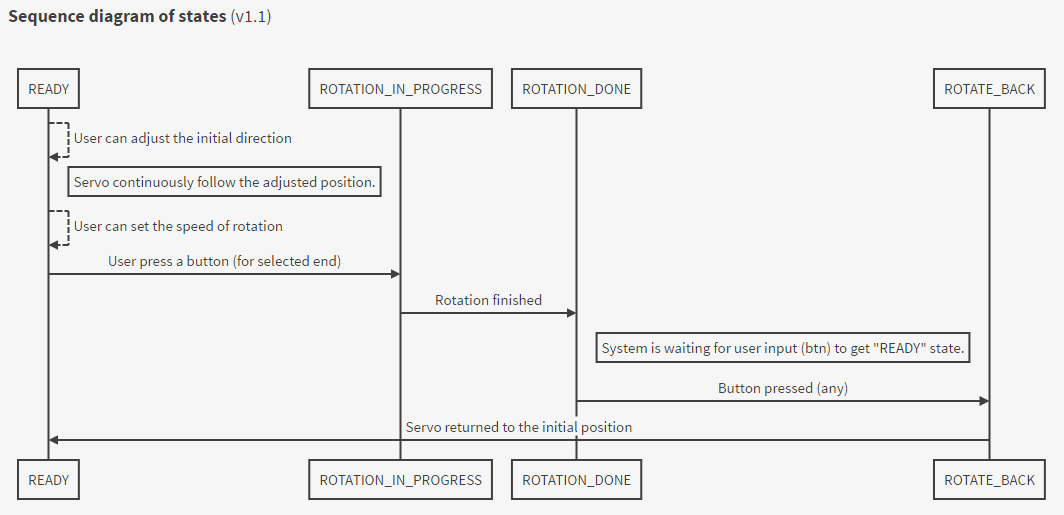 Sequence diagram of states (v1.1)
READY
ROTATION_IN_PROGRESS
ROTATION_DONE
ROTATE_BACK
User can adjust the initial direction
Servo continuously follow the adjusted position.
User can set the speed of rotation
User press a button (for selected end)
Rotation finished
System is waiting for user input (btn) to get "READY" state.
Button pressed (any)
Servo returned to the initial position
READY
ROTATION_IN_PROGRESS
ROTATION_DONE
ROTATE_BACK